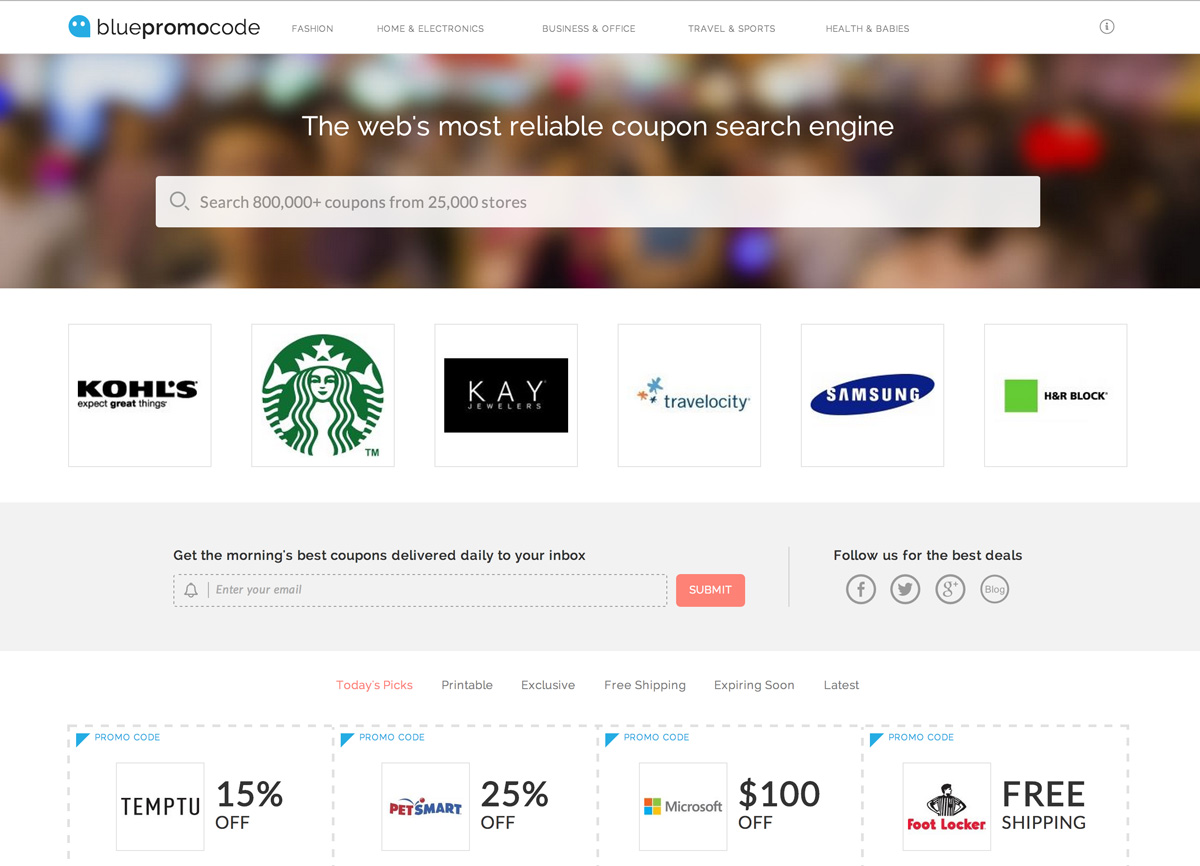 bluepromocode FASHION HOME & ELECTRONICS BUSINESS & OFFICE TRAVEL & SPORTS HEALTH & BABIES i
The web's most reliable coupon search engine
Search 800,000+ coupons from 25,000 stores
KOHL'S
expect great things
TM
KAY
JEWELERS
travelocity
SAMSUNG
H&R BLOCK
Get the morning's best coupons delivered daily to your inbox
Enter your email
SUBMIT
Follow us for the best deals
f g+ Blog
Today's Picks Printable Exclusive Free Shipping Expiring Soon Latest
PROMO CODE
TEMPTU
15%
OFF
PROMO CODE
PETSMART
25%
OFF
PROMO CODE
Microsoft
$100
OFF
PROMO CODE
Foot Locker
FREE
SHIPPING